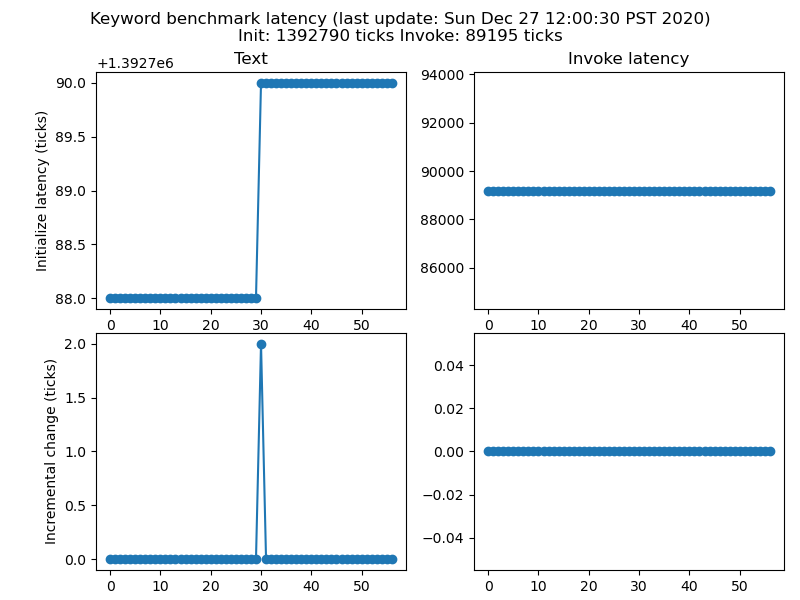 Keyword benchmark latency (last update: Sun Dec 27 12:00:30 PST 2020)
Init: 1392790 ticks Invoke: 89195 ticks
Text
Invoke latency
+1.3927e6
Initialize latency (ticks)
90.0
89.5
89.0
88.5
88.0
0 10 20 30 40 50
94000
92000
90000
88000
86000
0 10 20 30 40 50
Incremental change (ticks)
2.0
1.5
1.0
0.5
0.0
0 10 20 30 40 50
0.04
0.02
0.00
−0.02
−0.04
0 10 20 30 40 50